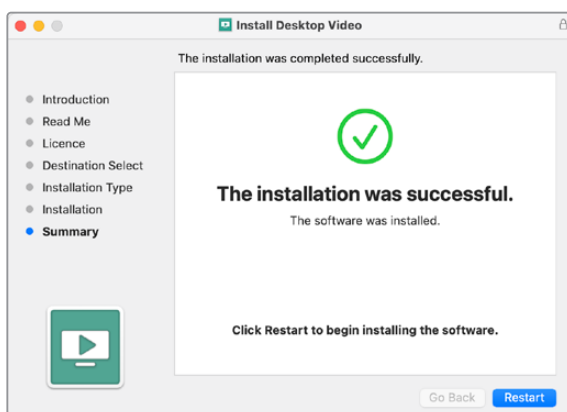 Install Desktop Video
The installation was completed successfully.
Introduction
Read Me
Licence
Destination Select
Installation Type
Installation
Summary
The installation was successful.
The software was installed.
Click Restart to begin installing the software.
Go Back
Restart